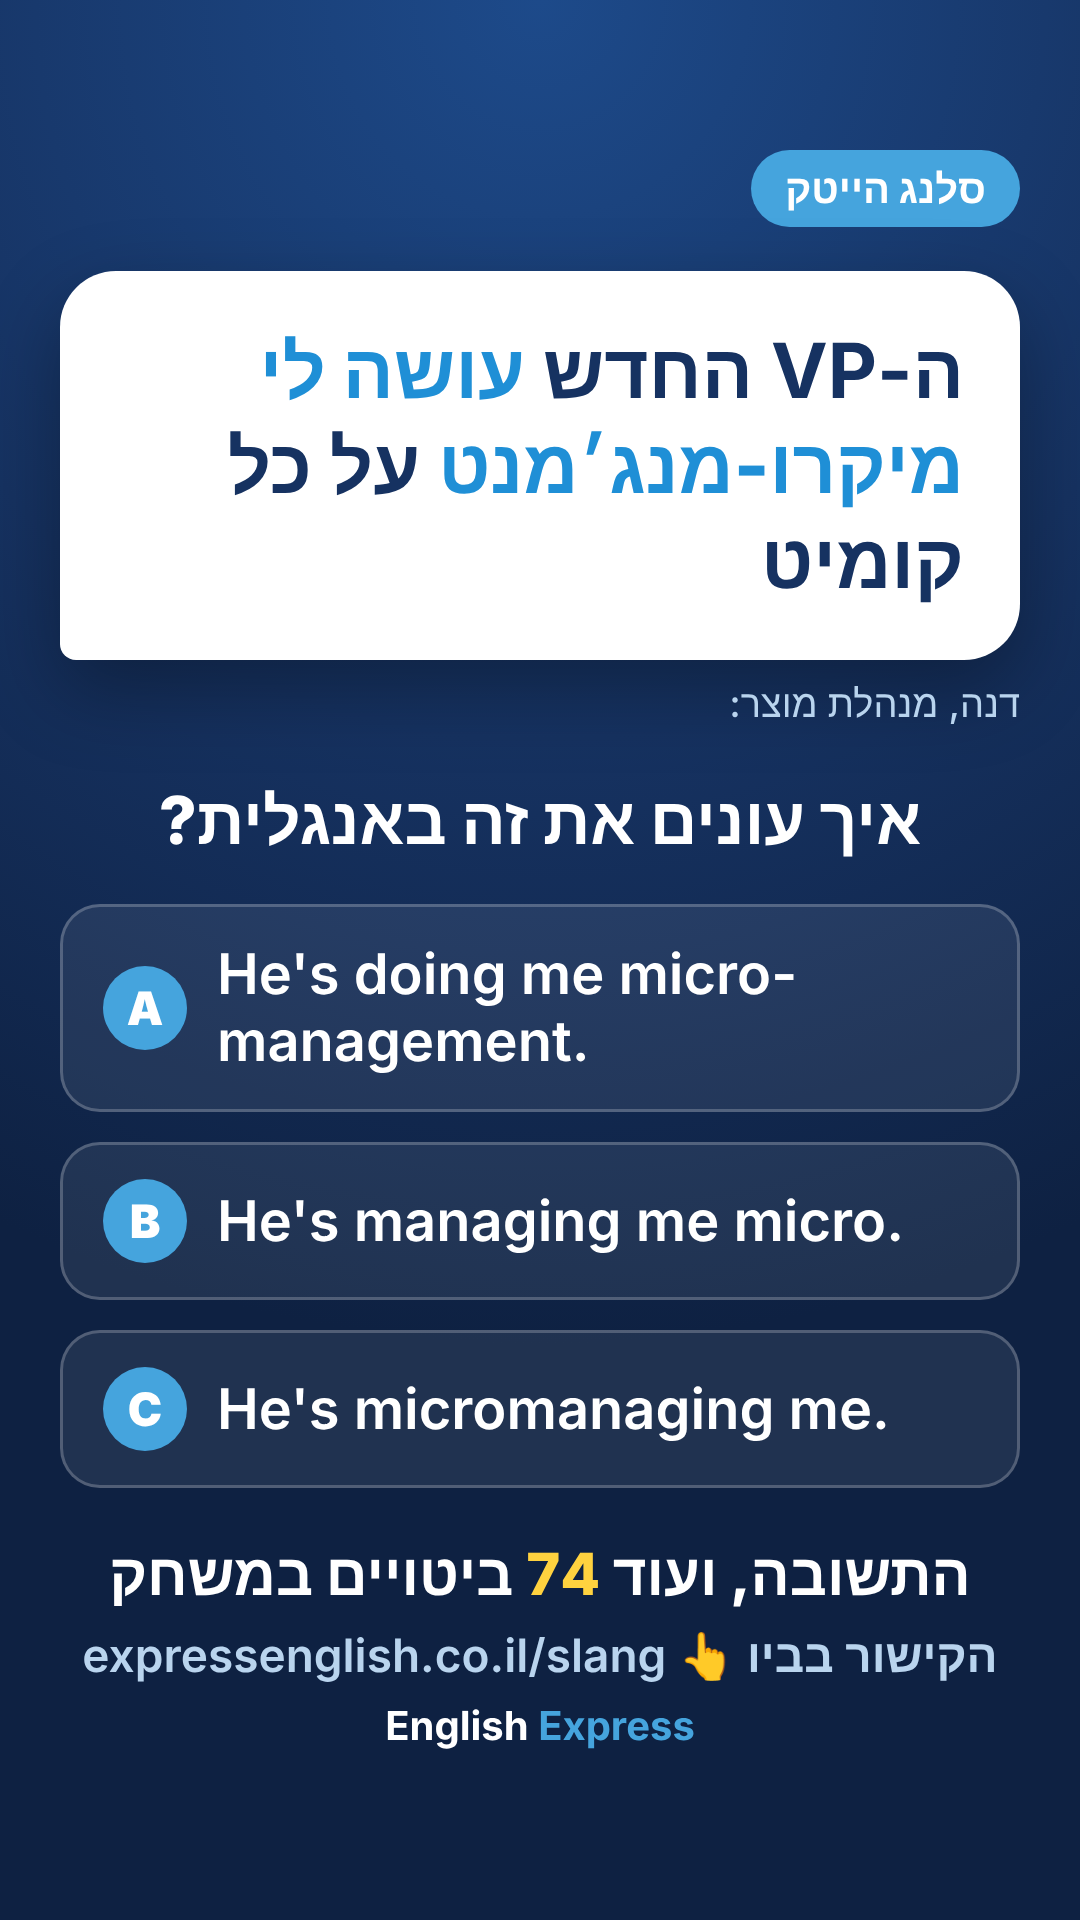 סלנג הייטק
ה-VP החדש עושה לי
מיקרו-מנג׳מנט על כל
קומיט
דנה, מנהלת מוצר:
איך עונים את זה באנגלית?
A
He's doing me micro-
management.
B
He's managing me micro.
C
He's micromanaging me.
התשובה, ועוד 74 ביטויים במשחק
הקישור בביו 👆 expressenglish.co.il/slang
English Express